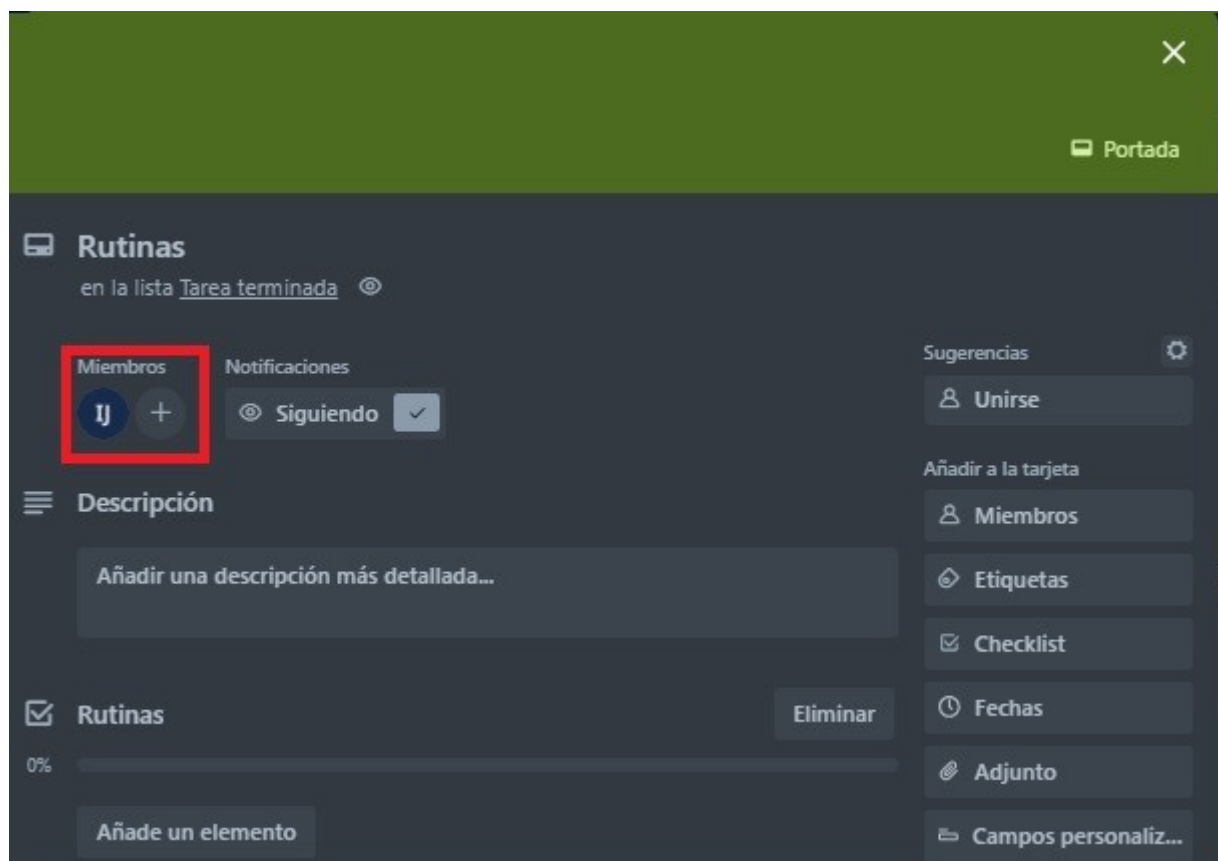 Portada
Rutinas
en la lista Tarea terminada
Miembros
Notificaciones
IJ
Siguiendo
Descripción
Añadir una descripción más detallada...
Rutinas
Eliminar
0%
Añade un elemento
Sugerencias
Unirse
Añadir a la tarjeta
Miembros
Etiquetas
Checklist
Fechas
Adjunto
Campos personaliz...